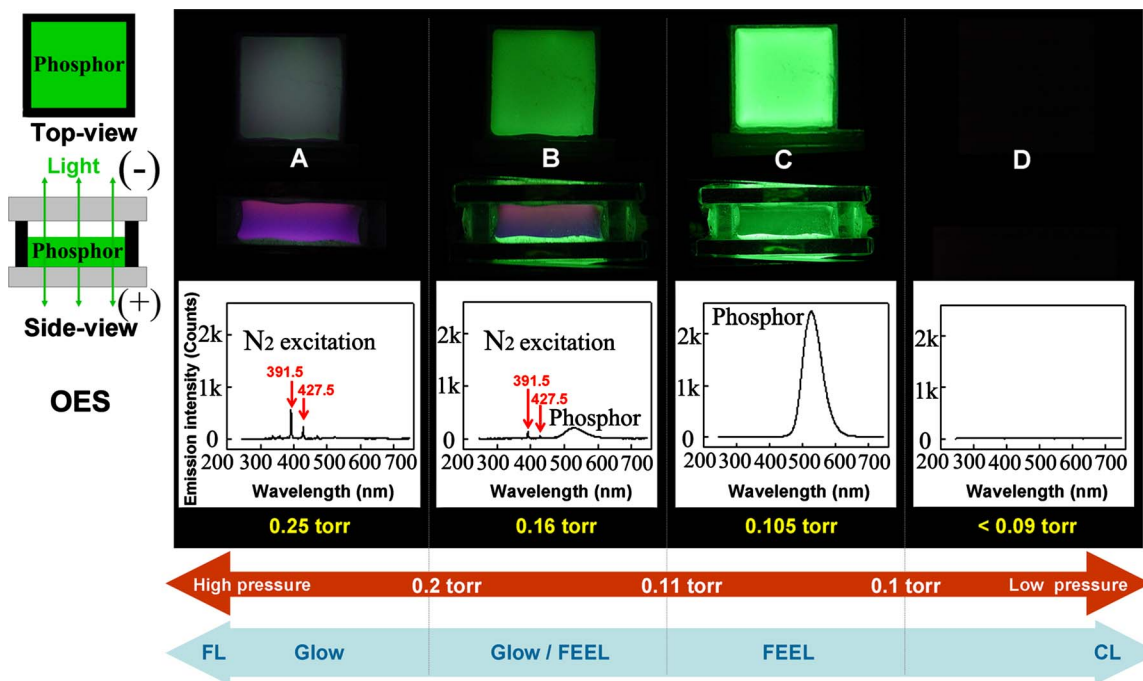 Phosphor
Top-view
Light
(-)
Phosphor
(+)
Side-view
OES
A
B
C
D
Emission intensity (Counts)
2k
1k
0
N2 excitation
391.5
427.5
200 300 400 500 600 700
Wavelength (nm)
2k
1k
0
N2 excitation
391.5
427.5
Phosphor
200 300 400 500 600 700
Wavelength (nm)
2k
1k
0
Phosphor
200 300 400 500 600 700
Wavelength (nm)
2k
1k
0
200 300 400 500 600 700
Wavelength (nm)
0.25 torr
0.16 torr
0.105 torr
< 0.09 torr
High pressure
0.2 torr
0.11 torr
0.1 torr
Low pressure
FL
Glow
Glow / FEEL
FEEL
CL